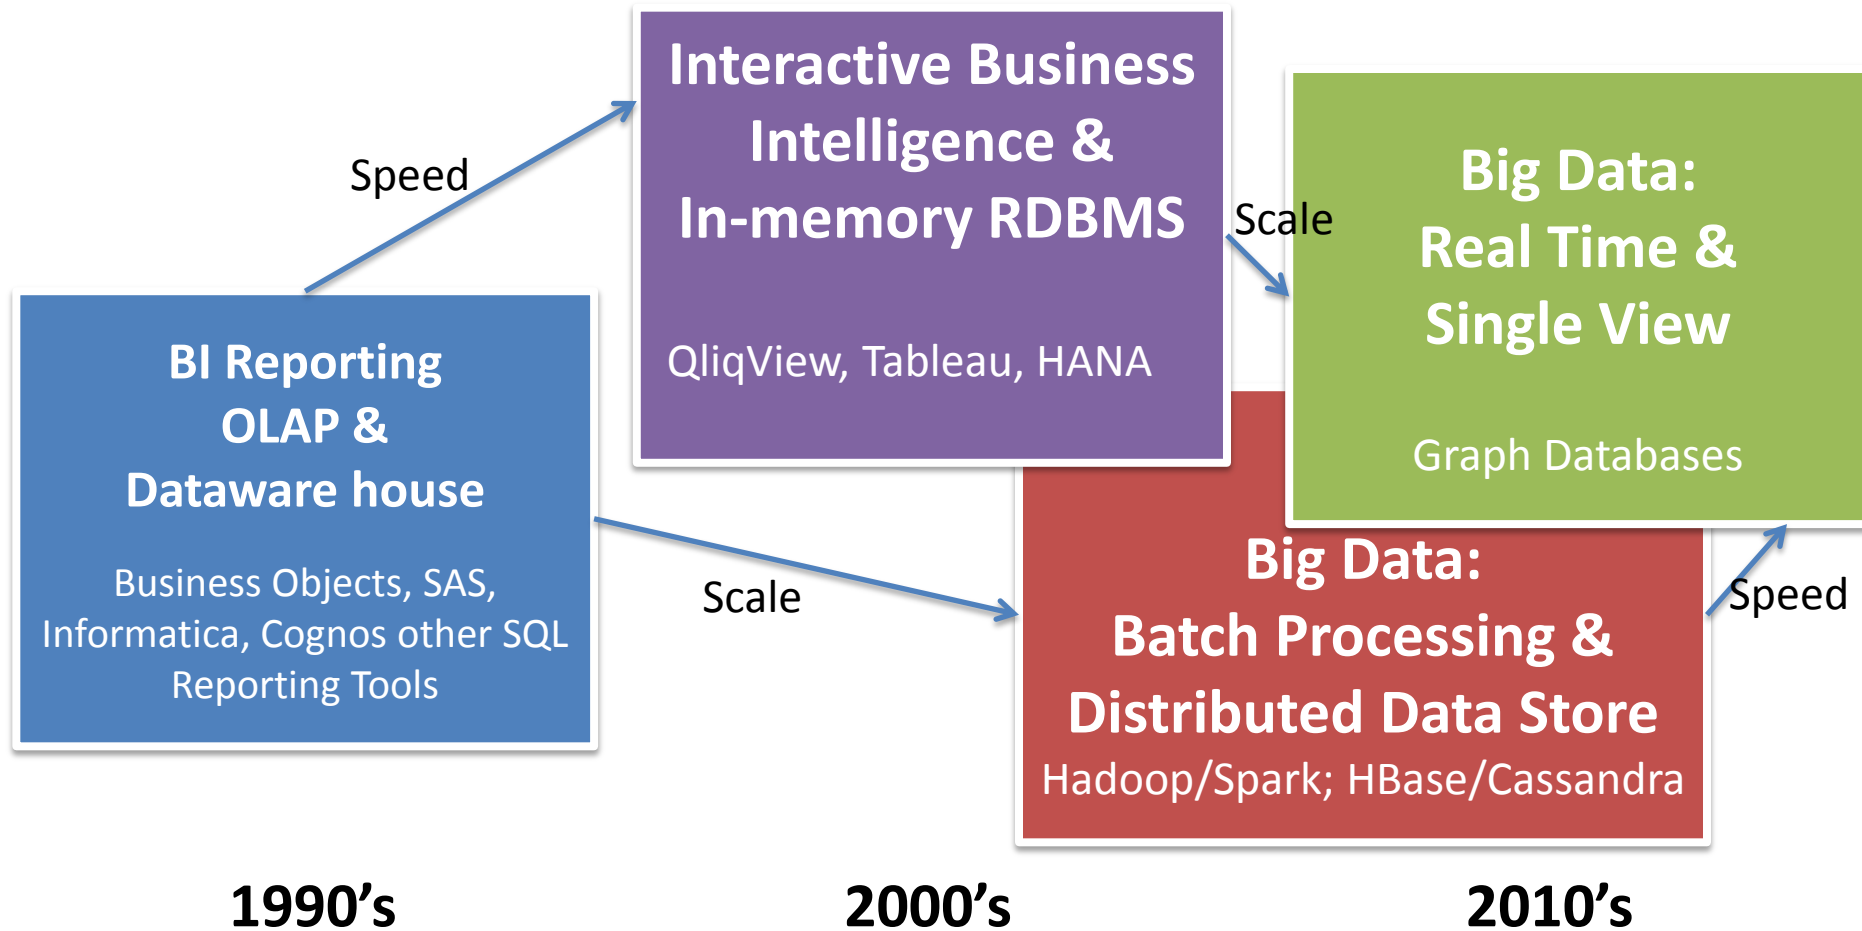 Interactive Business
Intelligence &
In-memory RDBMS
QliqView, Tableau, HANA
Speed
Scale
Big Data:
Real Time &
Single View
Graph Databases
BI Reporting
OLAP &
Dataware house
Business Objects, SAS,
Informatica, Cognos other SQL
Reporting Tools
Scale
Big Data:
Batch Processing &
Distributed Data Store
Hadoop/Spark; HBase/Cassandra
Speed
1990’s
2000’s
2010’s